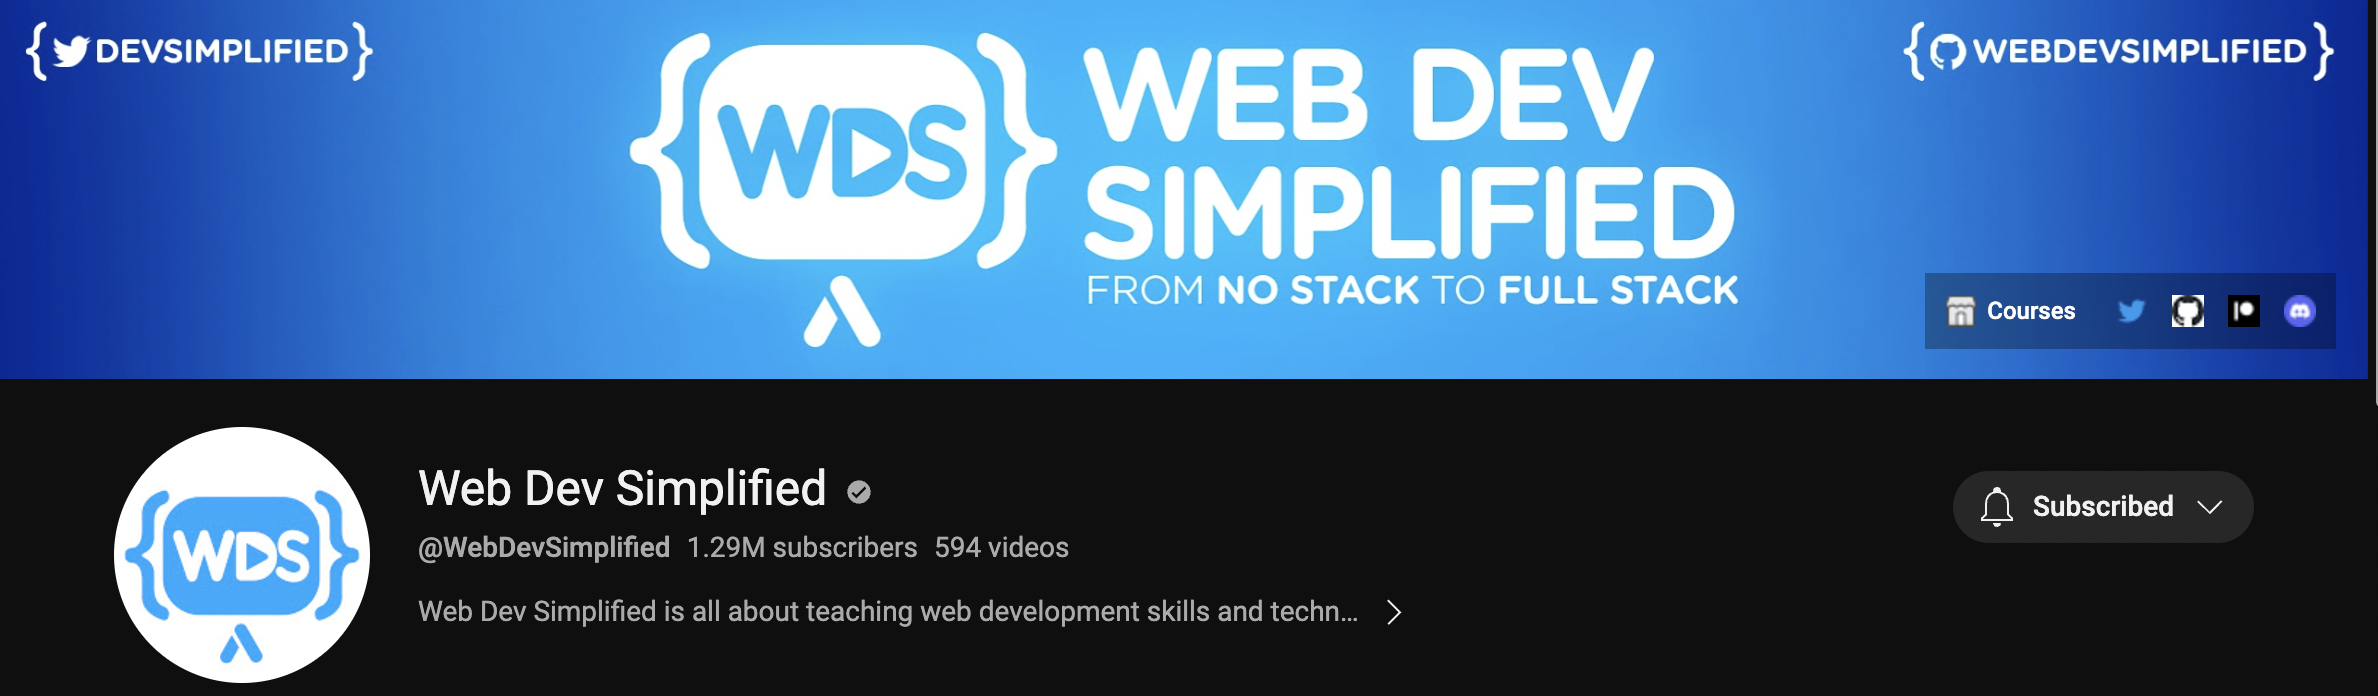 {DEVSIMPLIFIED}
{WEBDEVSIMPLIFIED}
{WDS}
WEB DEV
SIMPLIFIED
FROM NO STACK TO FULL STACK
Courses
{WDS}
Web Dev Simplified
@WebDevSimplified 1.29M subscribers 594 videos
Web Dev Simplified is all about teaching web development skills and techn...
Subscribed